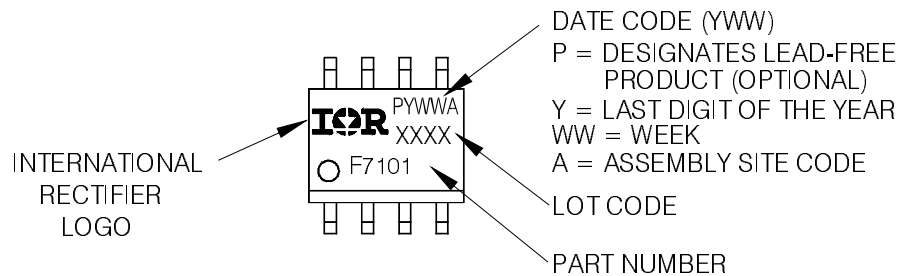 DATE CODE (YWW)
P = DESIGNATES LEAD-FREE
PRODUCT (OPTIONAL)
Y = LAST DIGIT OF THE YEAR
WW = WEEK
A = ASSEMBLY SITE CODE
LOT CODE
PART NUMBER
INTERNATIONAL
RECTIFIER
LOGO
IOR
PYWWA
XXXX
F7101